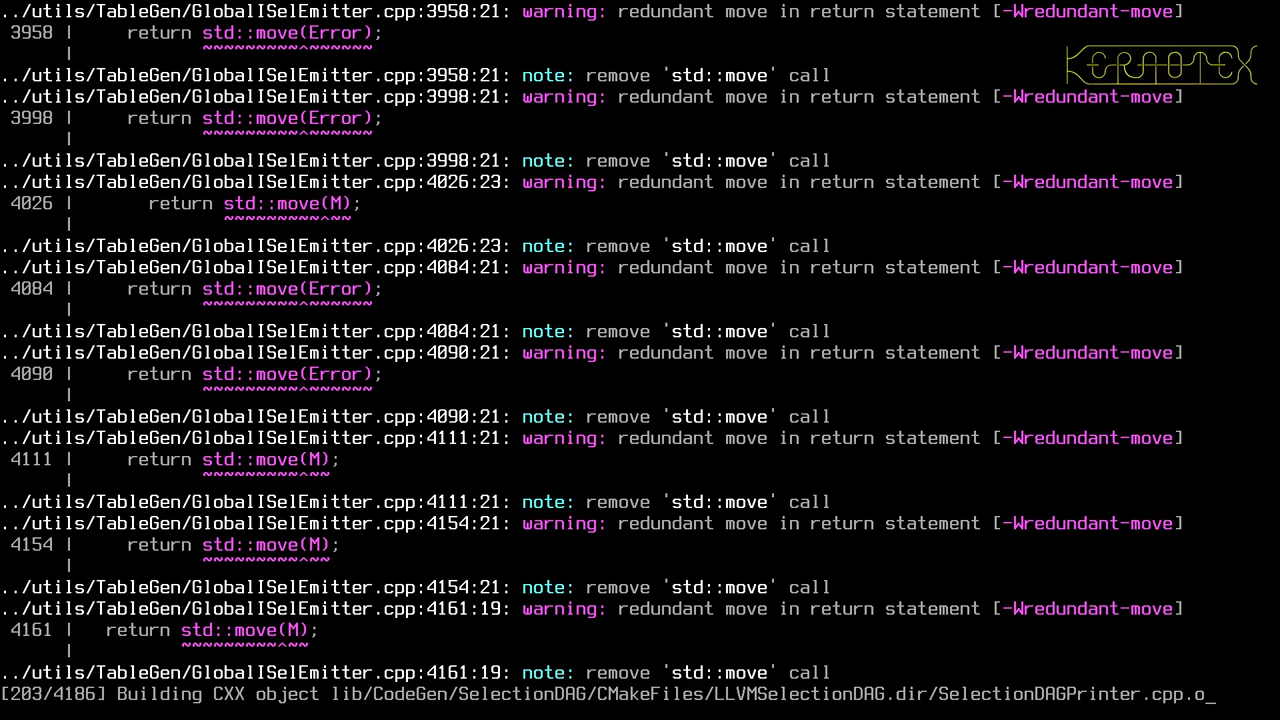 ../utils/TableGen/GlobalISelEmitter.cpp:3958:21: warning: redundant move in return statement [-Wredundant-move]
 3958 |     return std::move(Error);
      |            ~~~~~~~~~^~~~~~~
../utils/TableGen/GlobalISelEmitter.cpp:3958:21: note: remove 'std::move' call
KERNOTEX
../utils/TableGen/GlobalISelEmitter.cpp:3998:21: warning: redundant move in return statement [-Wredundant-move]
 3998 |     return std::move(Error);
      |            ~~~~~~~~~^~~~~~~
../utils/TableGen/GlobalISelEmitter.cpp:3998:21: note: remove 'std::move' call
../utils/TableGen/GlobalISelEmitter.cpp:4026:23: warning: redundant move in return statement [-Wredundant-move]
 4026 |       return std::move(M);
      |              ~~~~~~~~~^~~
../utils/TableGen/GlobalISelEmitter.cpp:4026:23: note: remove 'std::move' call
../utils/TableGen/GlobalISelEmitter.cpp:4084:21: warning: redundant move in return statement [-Wredundant-move]
 4084 |     return std::move(Error);
      |            ~~~~~~~~~^~~~~~~
../utils/TableGen/GlobalISelEmitter.cpp:4084:21: note: remove 'std::move' call
../utils/TableGen/GlobalISelEmitter.cpp:4090:21: warning: redundant move in return statement [-Wredundant-move]
 4090 |     return std::move(Error);
      |            ~~~~~~~~~^~~~~~~
../utils/TableGen/GlobalISelEmitter.cpp:4090:21: note: remove 'std::move' call
../utils/TableGen/GlobalISelEmitter.cpp:4111:21: warning: redundant move in return statement [-Wredundant-move]
 4111 |     return std::move(M);
      |            ~~~~~~~~~^~~
../utils/TableGen/GlobalISelEmitter.cpp:4111:21: note: remove 'std::move' call
../utils/TableGen/GlobalISelEmitter.cpp:4154:21: warning: redundant move in return statement [-Wredundant-move]
 4154 |     return std::move(M);
      |            ~~~~~~~~~^~~
../utils/TableGen/GlobalISelEmitter.cpp:4154:21: note: remove 'std::move' call
../utils/TableGen/GlobalISelEmitter.cpp:4161:19: warning: redundant move in return statement [-Wredundant-move]
 4161 |   return std::move(M);
      |          ~~~~~~~~~^~~
../utils/TableGen/GlobalISelEmitter.cpp:4161:19: note: remove 'std::move' call
[203/4186] Building CXX object lib/CodeGen/SelectionDAG/CMakeFiles/LLVMSelectionDAG.dir/SelectionDAGPrinter.cpp.o_